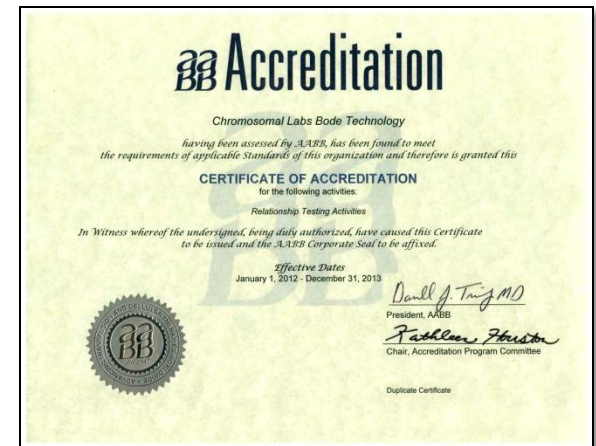 aaBB Accreditation
Chromosomal Labs Bode Technology
having been assessed by AABB, has been found to meet
the requirements of applicable Standards of this organization and therefore is granted this
CERTIFICATE OF ACCREDITATION
for the following activities:
Relationship Testing Activities
In Witness whereof the undersigned, being duly authorized, have caused this Certificate
to be issued and the AABB Corporate Seal to be affixed.
Effective Dates
January 1, 2012 - December 31, 2013
President, AABB
Kathleen Houston
Chair, Accreditation Program Committee
aaBB
Duplicate Certificate